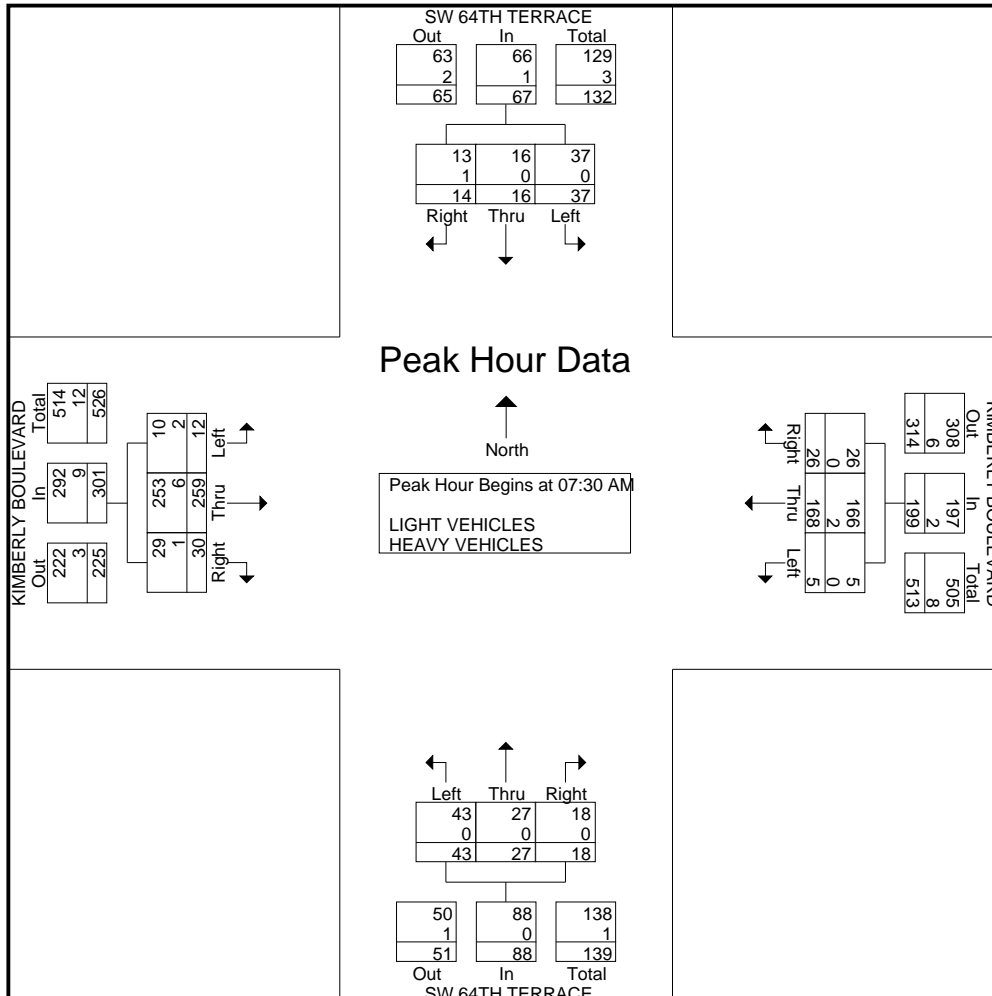 SW 64TH TERRACE
Out In Total
63 66 129
2 1 3
65 67 132
13 16 37
1 0 0
14 16 37
Right Thru Left
Peak Hour Data
North
Peak Hour Begins at 07:30 AM
LIGHT VEHICLES
HEAVY VEHICLES
KIMBERLY BOULEVARD
Out In Total
222 292 514
3 9 12
225 301 526
Right Thru Left
29 253 10
1 6 2
30 259 12
KIMBERLY BOULEVARD
Out In Total
308 197 505
6 2 8
314 199 513
26 166 5
0 2 0
26 168 5
Right Thru Left
Left Thru Right
43 27 18
0 0 0
43 27 18
50 88 138
1 0 1
51 88 139
Out In Total
SW 64TH TERRACE